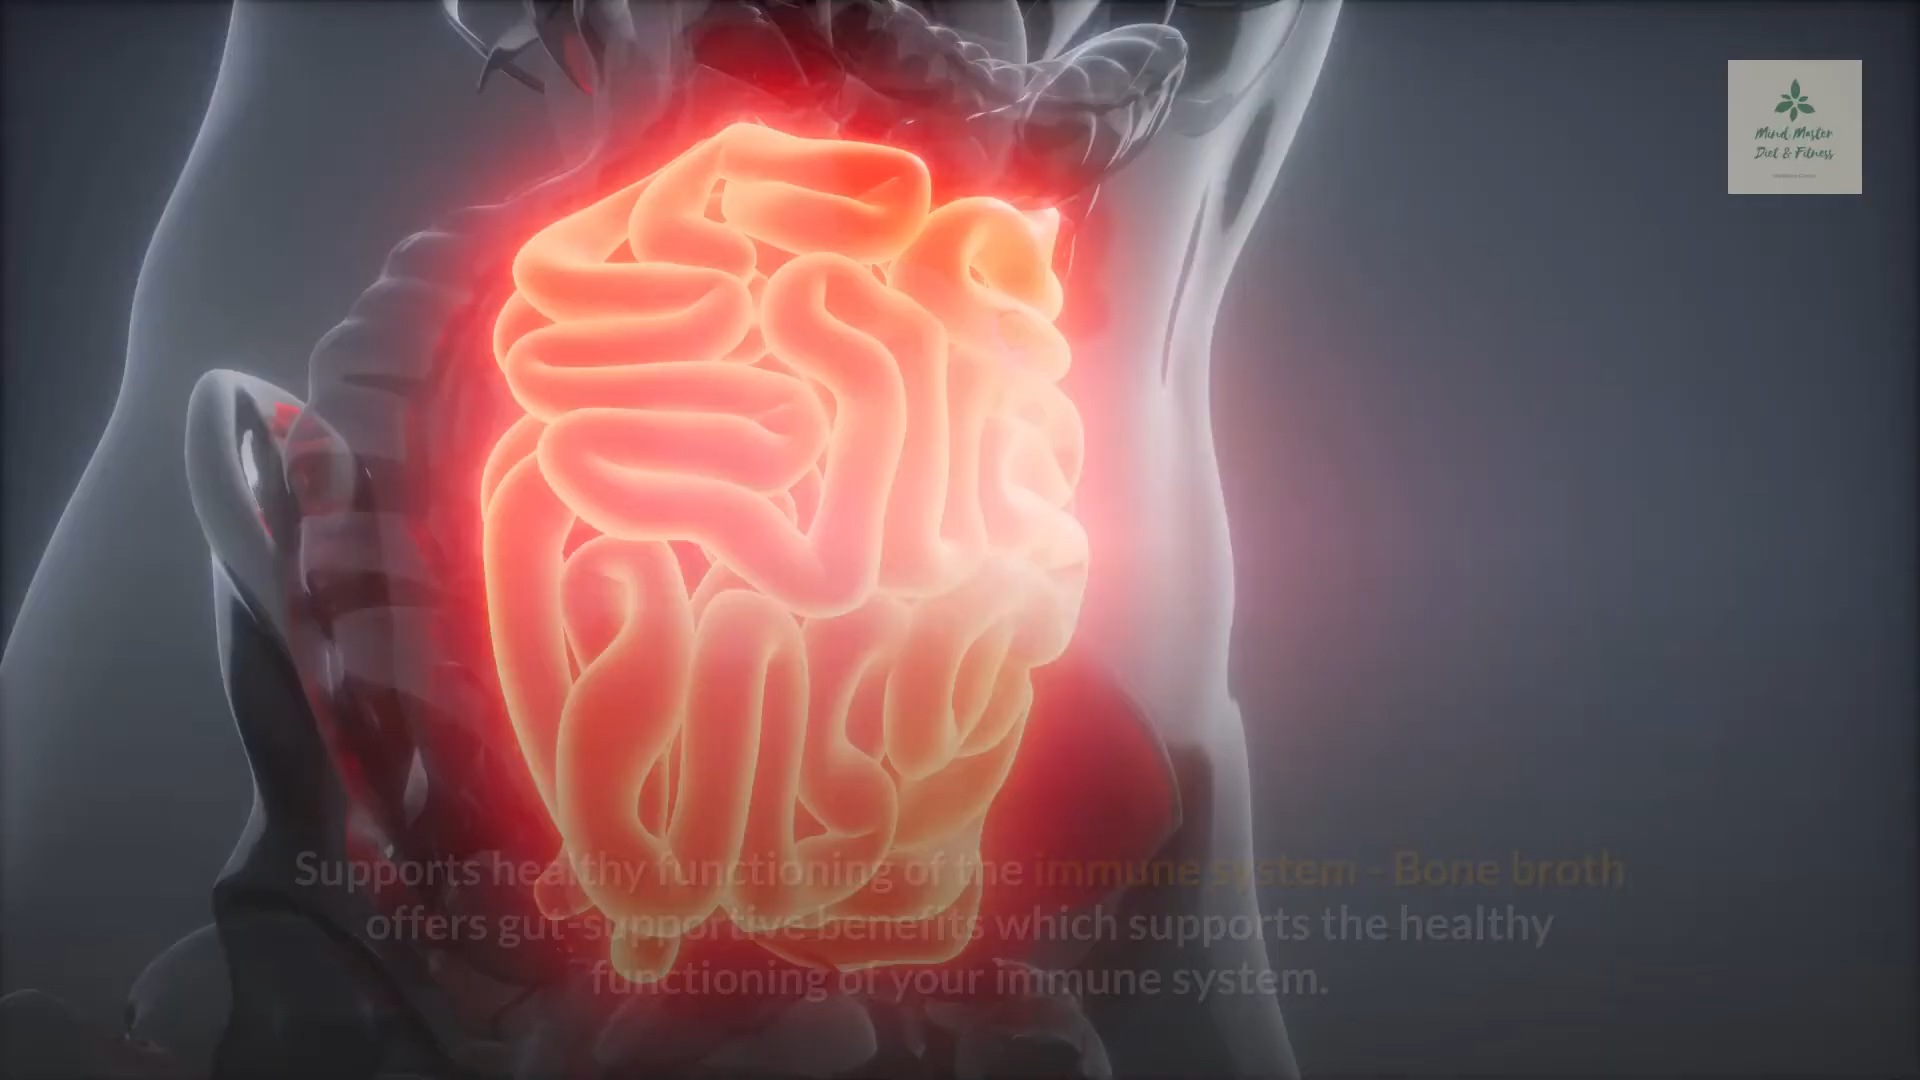 Mind Master
Diet & Fitness
Supports healthy functioning of the immune system - Bone broth
offers gut-supportive benefits which supports the healthy
functioning of your immune system.